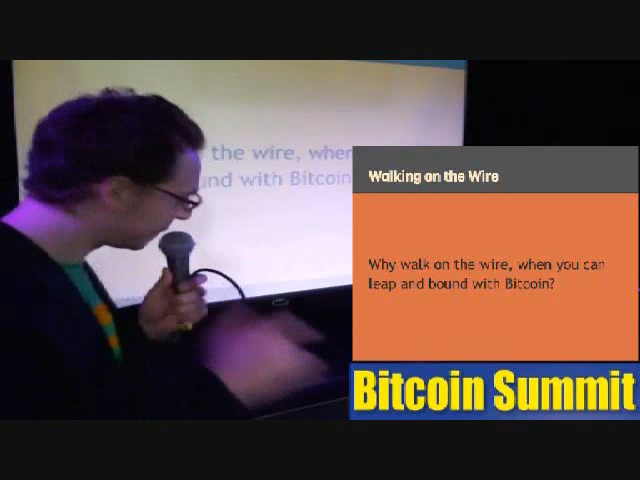 the wire, when
und with Bitcoin
Walking on the Wire
Why walk on the wire, when you can
leap and bound with Bitcoin?
Bitcoin Summit